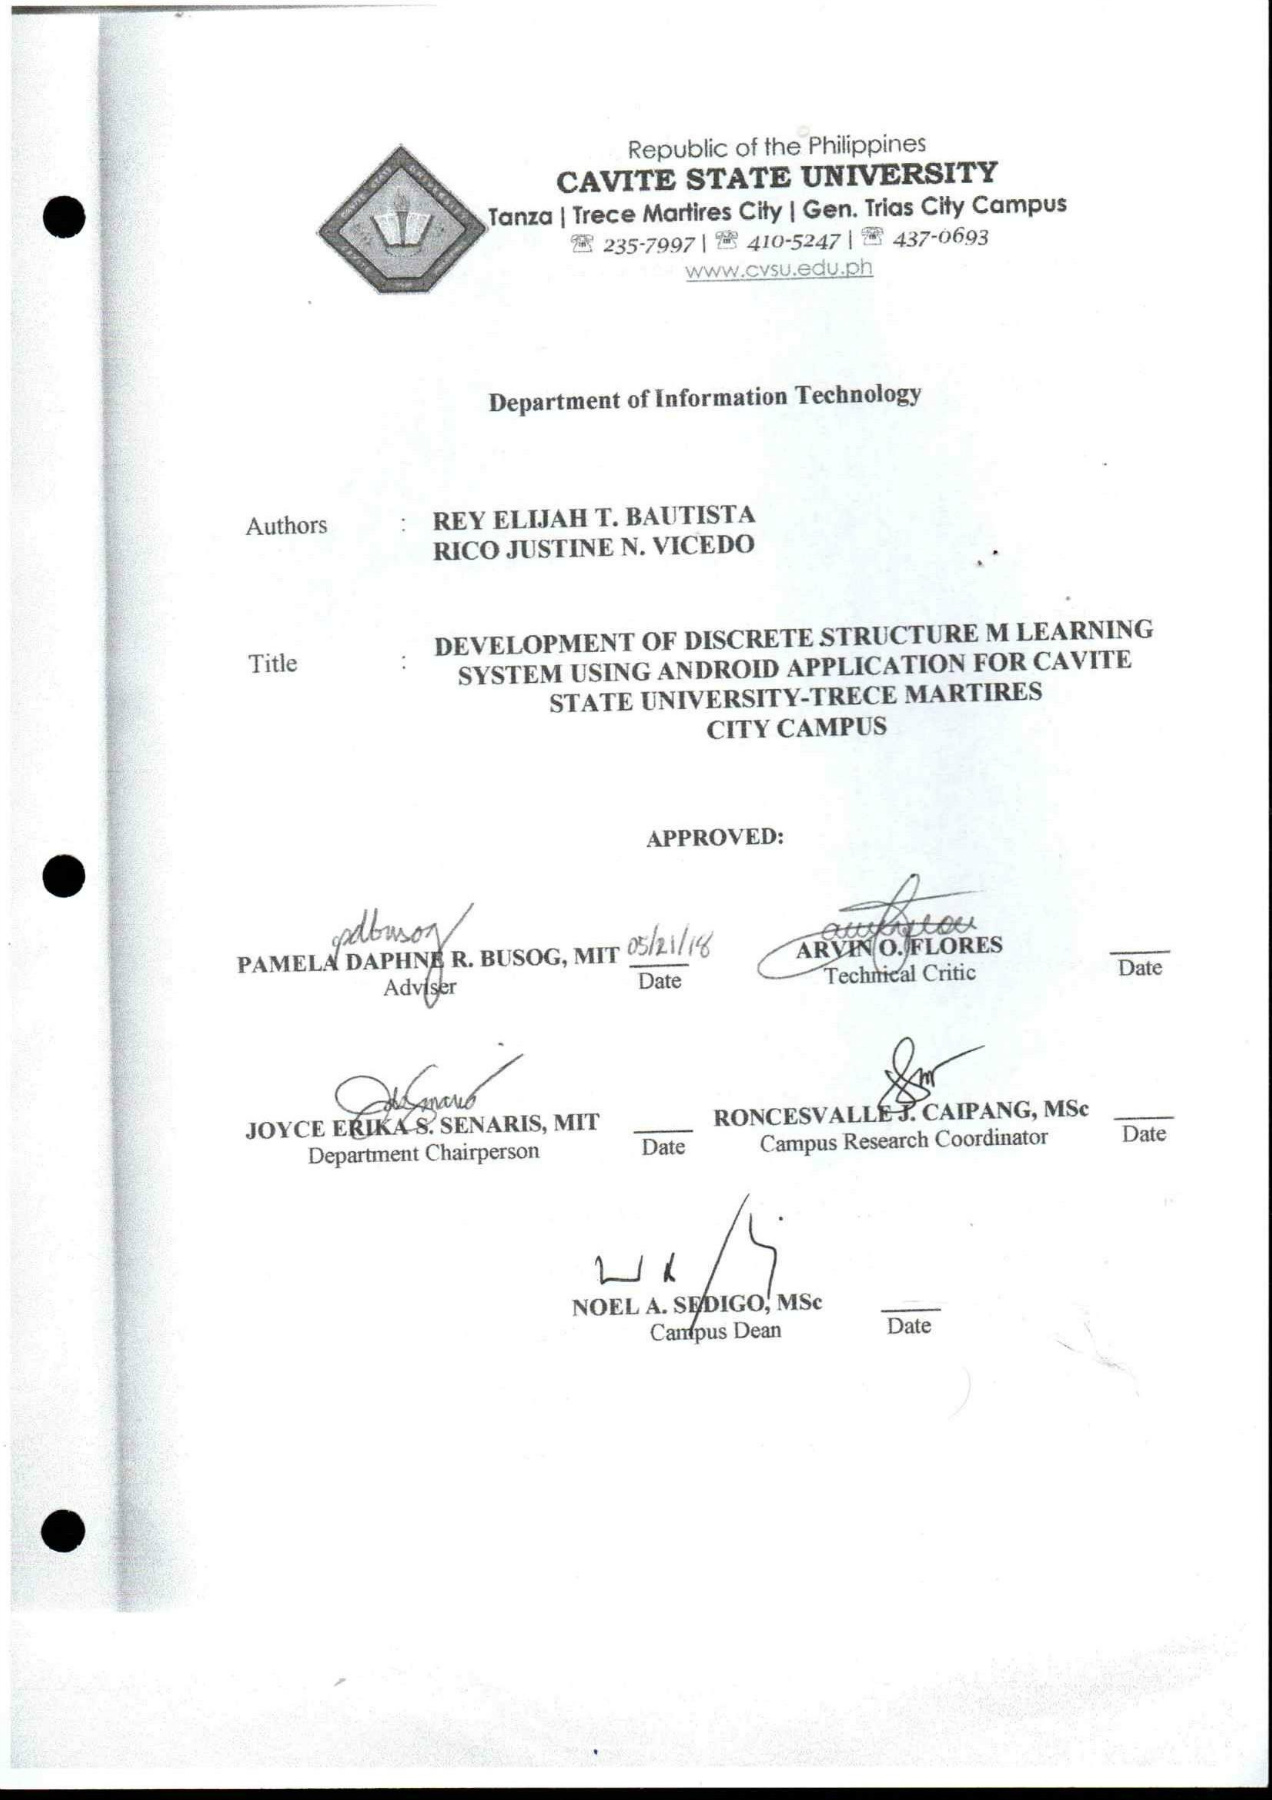 Republic of the Philippines
CAVITE STATE UNIVERSITY
Tanza | Trece Martires City | Gen. Trias City Campus
☎ 235-7997 | ☎ 410-5247 | ☎ 437-0693
www.cvsu.edu.ph
Department of Information Technology
Authors : REY ELIJAH T. BAUTISTA
RICO JUSTINE N. VICEDO
Title : DEVELOPMENT OF DISCRETE STRUCTURE M LEARNING
SYSTEM USING ANDROID APPLICATION FOR CAVITE
STATE UNIVERSITY-TRECE MARTIRES
CITY CAMPUS
APPROVED:
pdbusog
PAMELA DAPHNE R. BUSOG, MIT 05/21/18 ARVIN O. FLORES
Adviser Date Technical Critic Date
JOYCE ERIKA S. SENARIS, MIT RONCESVALLE J. CAIPANG, MSc
Department Chairperson Date Campus Research Coordinator Date
NOEL A. SEDIGO, MSc
Campus Dean Date